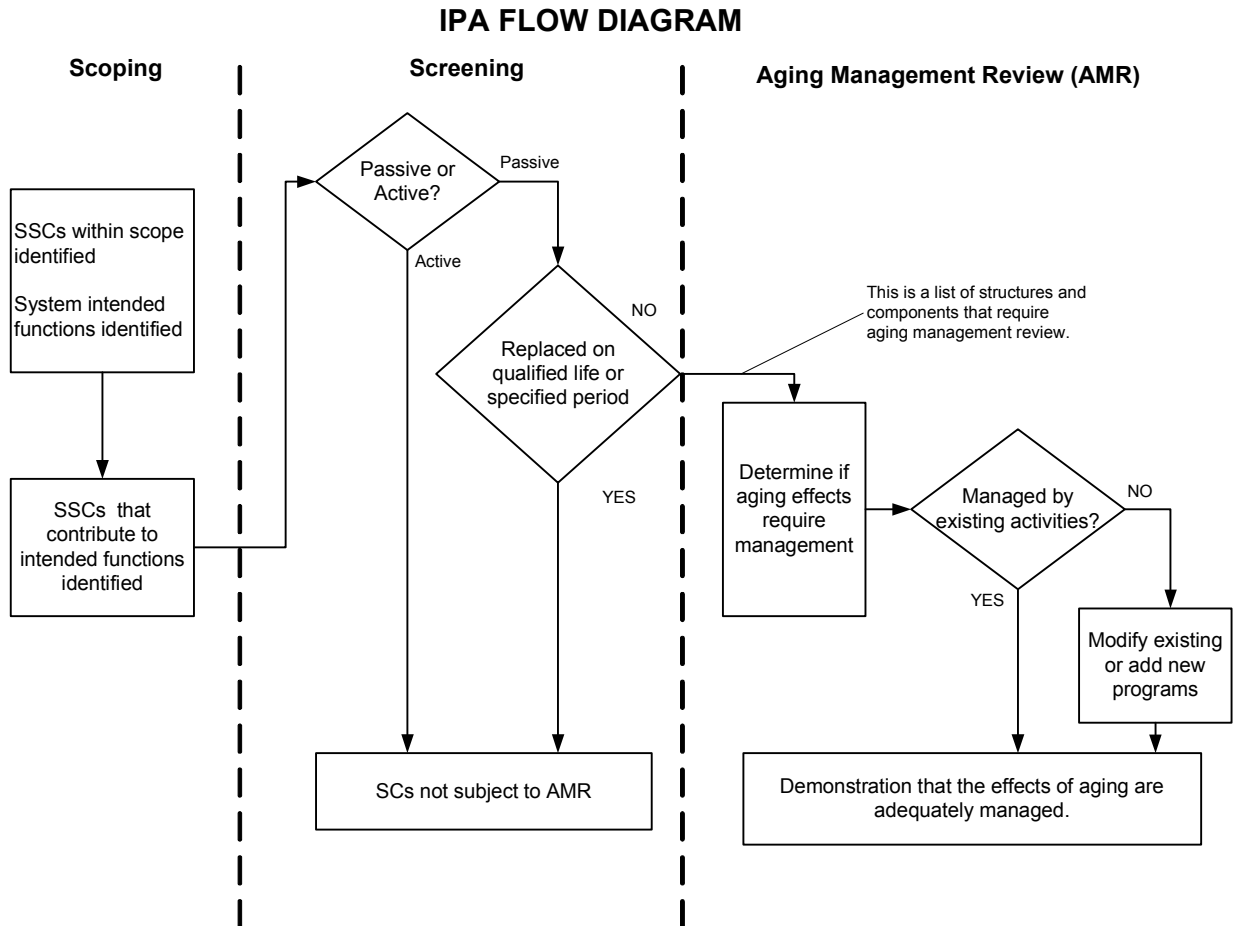 IPA FLOW DIAGRAM
Scoping
Screening
Aging Management Review (AMR)
SSCs within scope
identified
System intended
functions identified
SSCs that
contribute to
intended functions
identified
Passive or
Active?
Passive
Active
Replaced on
qualified life or
specified period
NO
YES
SCs not subject to AMR
This is a list of structures and
components that require
aging management review.
Determine if
aging effects
require
management
Managed by
existing activities?
NO
YES
Modify existing
or add new
programs
Demonstration that the effects of aging are
adequately managed.